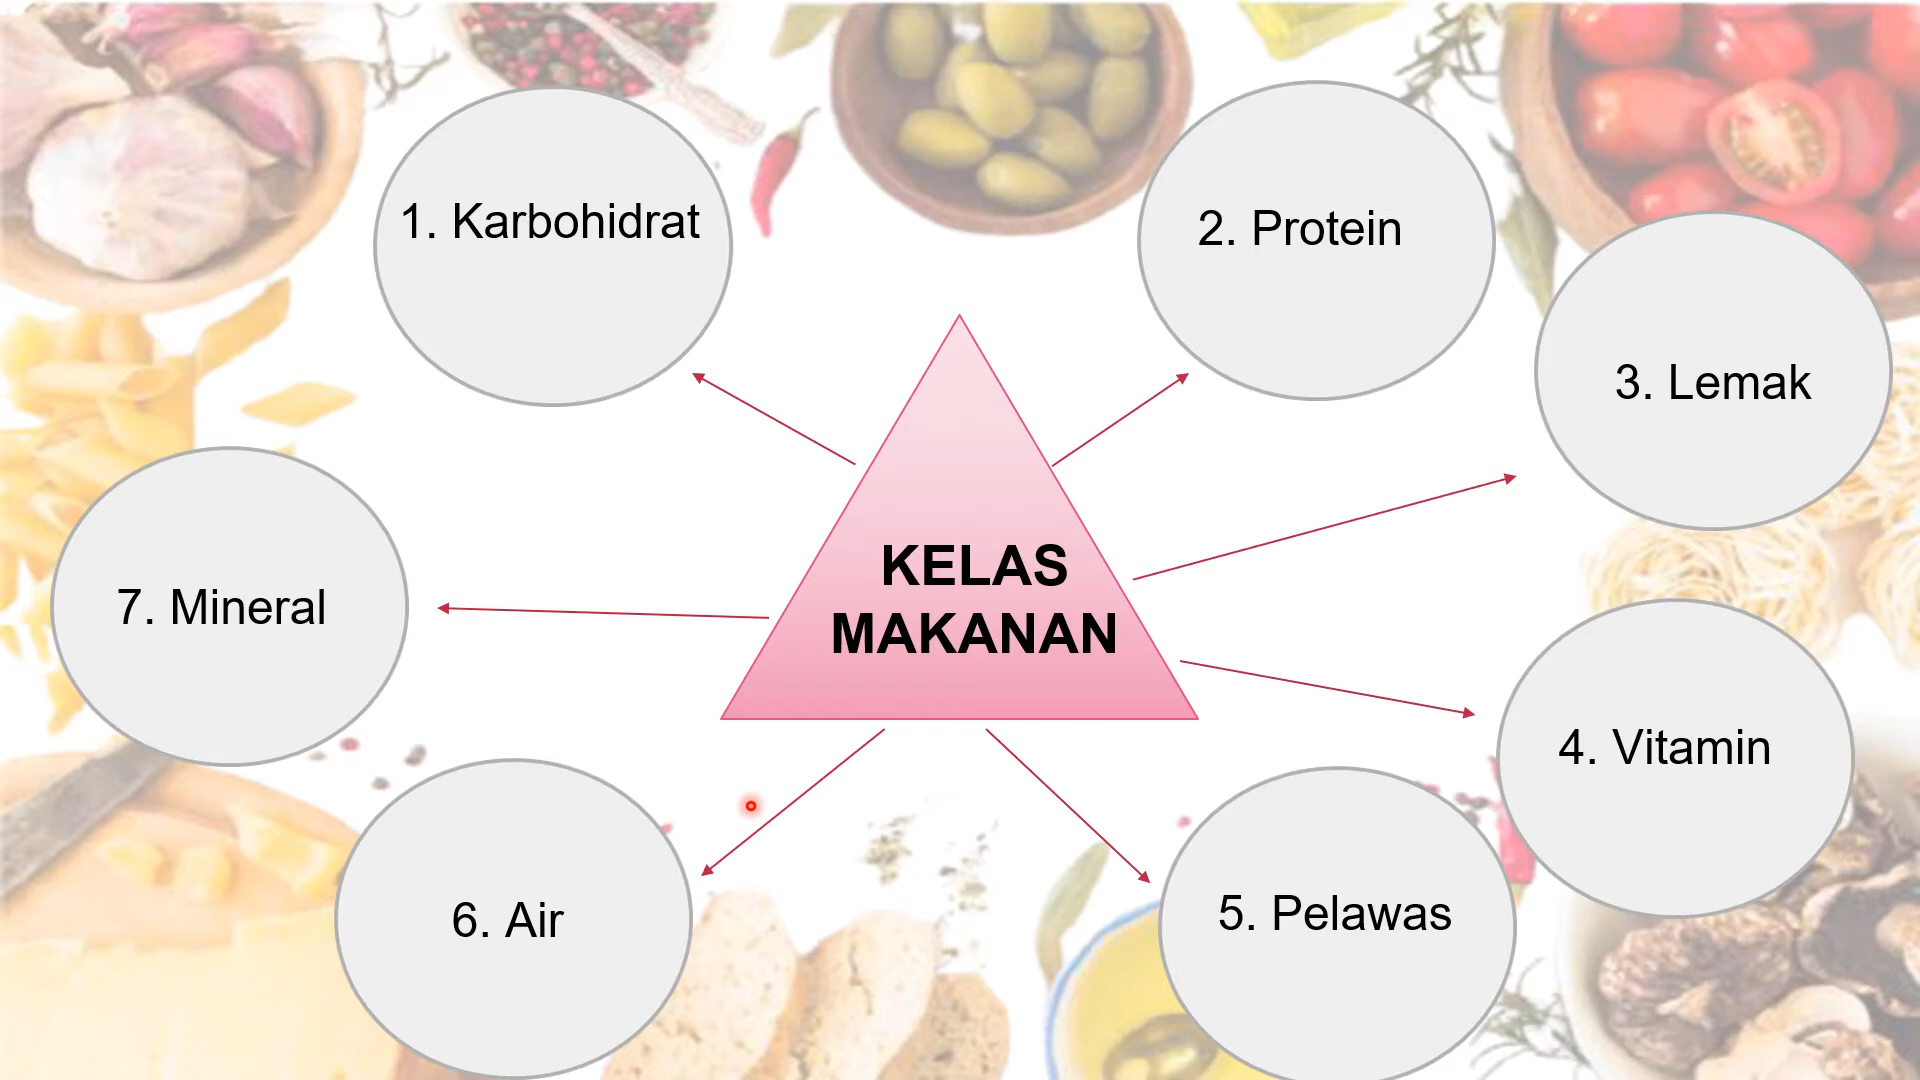 1. Karbohidrat
2. Protein
3. Lemak
KELAS
MAKANAN
7. Mineral
4. Vitamin
6. Air
5. Pelawas